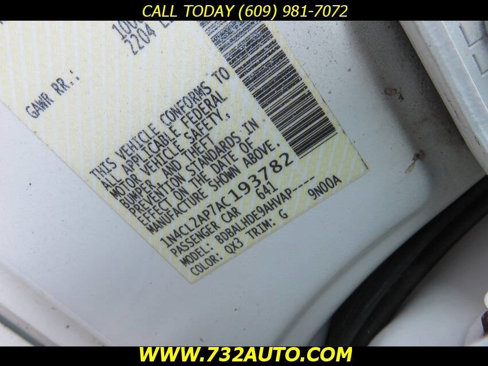 CALL TODAY (609) 981-7072
2204
GAWR RR.:
THIS VEHICLE CONFORMS TO
ALL APPLICABLE FEDERAL
MOTOR VEHICLE SAFETY,
BUMPER AND THEFT
PREVENTION STANDARDS IN
EFFECT ON THE DATE OF
MANUFACTURE SHOWN ABOVE.
1N4CL2AP7AC193782
PASSENGER CAR 641
MODEL: BDBALHDE9AHVAP----- 9N00A
COLOR: QX3 TRIM: G
WWW.732AUTO.COM